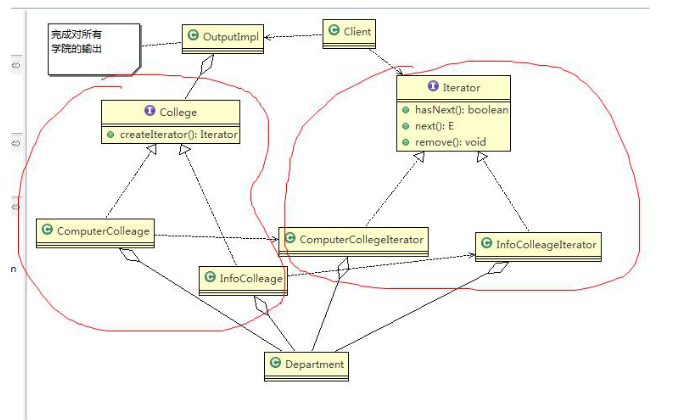 完成对所有
学院的输出
C OutputImpl
C Client
I College
createIterator(): Iterator
I Iterator
hasNext(): boolean
next(): E
remove(): void
C ComputerColleage
C ComputerCollegeIterator
C InfoColleageIterator
C InfoColleage
n
C Department